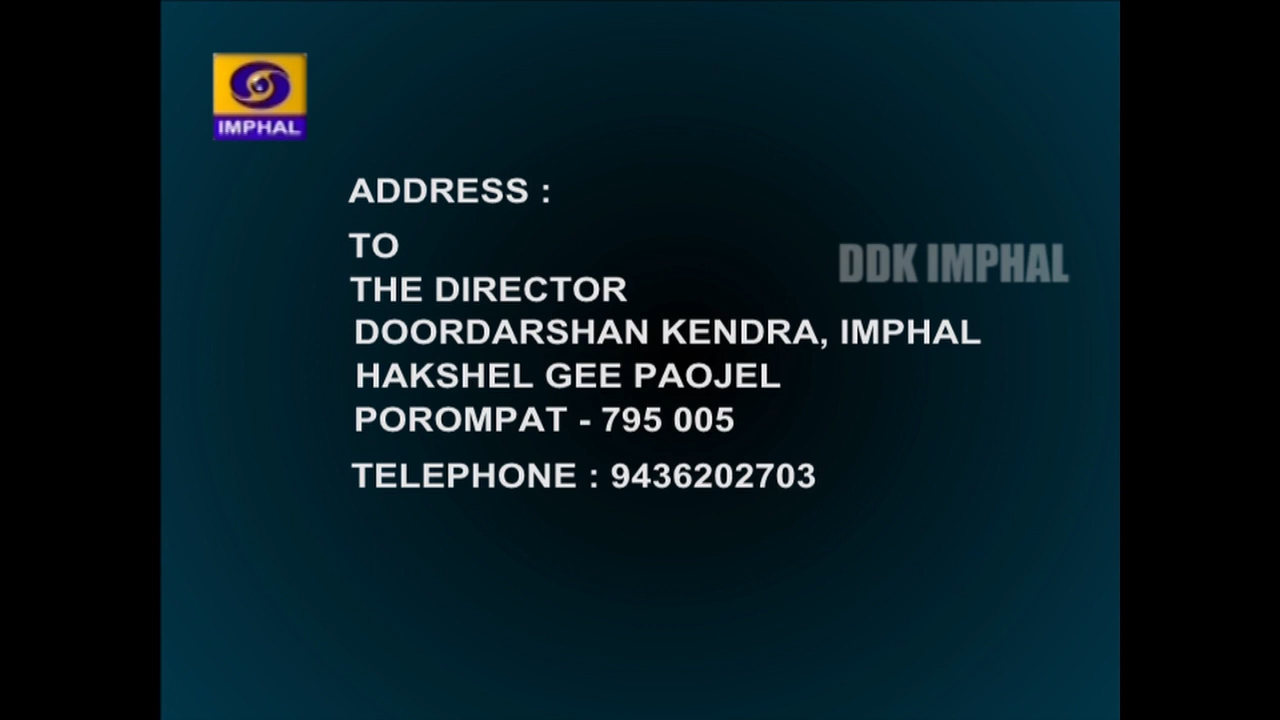 IMPHAL
ADDRESS :
TO
DDK IMPHAL
THE DIRECTOR
DOORDARSHAN KENDRA, IMPHAL
HAKSHEL GEE PAOJEL
POROMPAT - 795 005
TELEPHONE : 9436202703